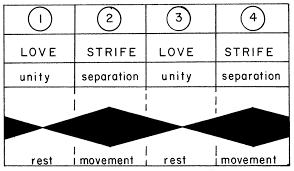 1 2 3 4
LOVE STRIFE LOVE STRIFE
unity separation unity separation
rest movement rest movement